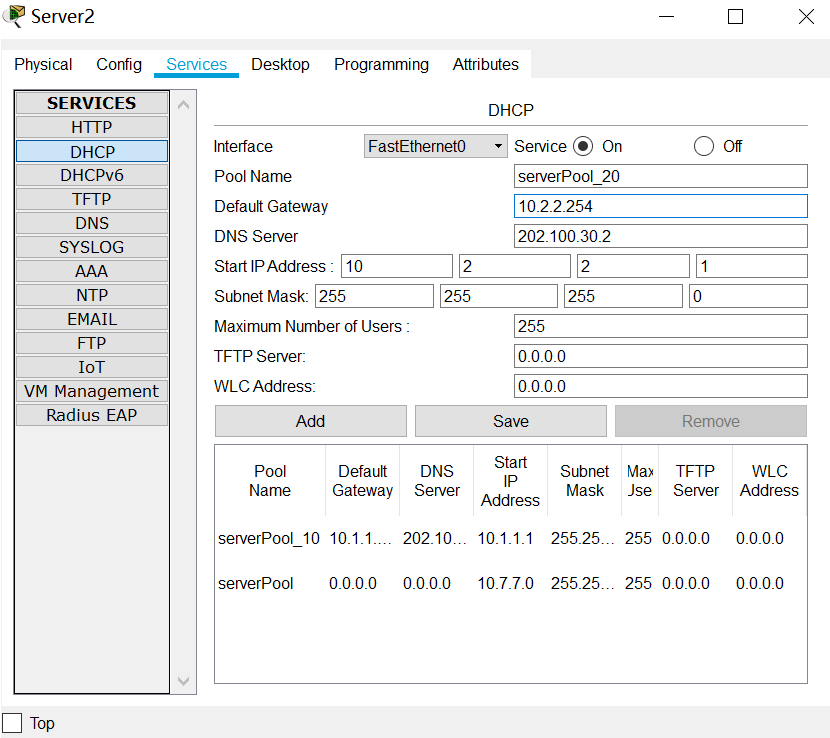 Server2
Physical Config Services Desktop Programming Attributes
SERVICES
HTTP
DHCP
DHCPv6
TFTP
DNS
SYSLOG
AAA
NTP
EMAIL
FTP
IoT
VM Management
Radius EAP
DHCP
Interface FastEthernet0 Service On Off
Pool Name serverPool_20
Default Gateway 10.2.2.254
DNS Server 202.100.30.2
Start IP Address : 10 2 2 1
Subnet Mask: 255 255 255 0
Maximum Number of Users : 255
TFTP Server: 0.0.0.0
WLC Address: 0.0.0.0
Add Save Remove
Pool Name Default Gateway DNS Server Start IP Address Subnet Mask Max Use TFTP Server WLC Address
serverPool_10 10.1.1.... 202.10... 10.1.1.1 255.25... 255 0.0.0.0 0.0.0.0
serverPool 0.0.0.0 0.0.0.0 10.7.7.0 255.25... 255 0.0.0.0 0.0.0.0
Top